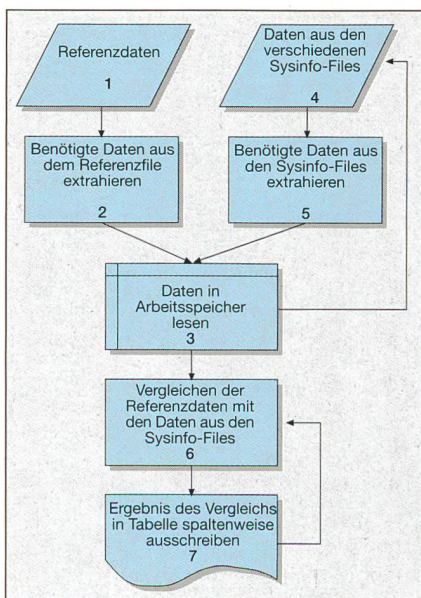 Referenzdaten
1
Daten aus den
verschiedenen
Sysinfo-Files
4
Benötigte Daten aus
dem Referenzfile
extrahieren
2
Benötigte Daten aus
den Sysinfo-Files
extrahieren
5
Daten in
Arbeitsspeicher
lesen
3
Vergleichen der
Referenzdaten mit
den Daten aus den
Sysinfo-Files
6
Ergebnis des Vergleichs
in Tabelle spaltenweise
ausschreiben
7